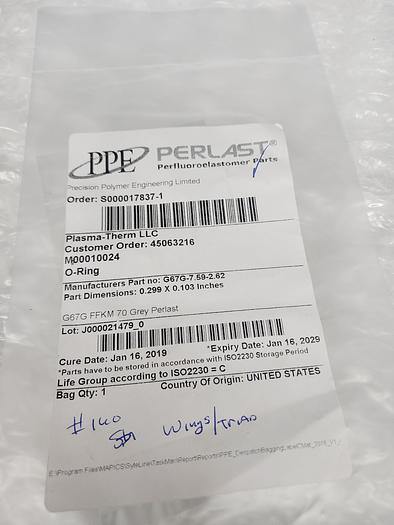 PPE PERLAST®
Perfluoroelastomer Parts
Precision Polymer Engineering Limited
Order: S000017837-1
Plasma-Therm LLC
Customer Order: 45063216
M00010024
O-Ring
Manufacturers Part no: G67G-7.59-2.62
Part Dimensions: 0.299 X 0.103 Inches
G67G FFKM 70 Grey Perlast
Lot: J000021479_0
Cure Date: Jan 16, 2019 *Expiry Date: Jan 16, 2029
*Parts have to be stored in accordance with ISO2230 Storage Period
Life Group according to ISO2230 = C
Bag Qty: 1 Country Of Origin: UNITED STATES
#140
Wings/TRIAD